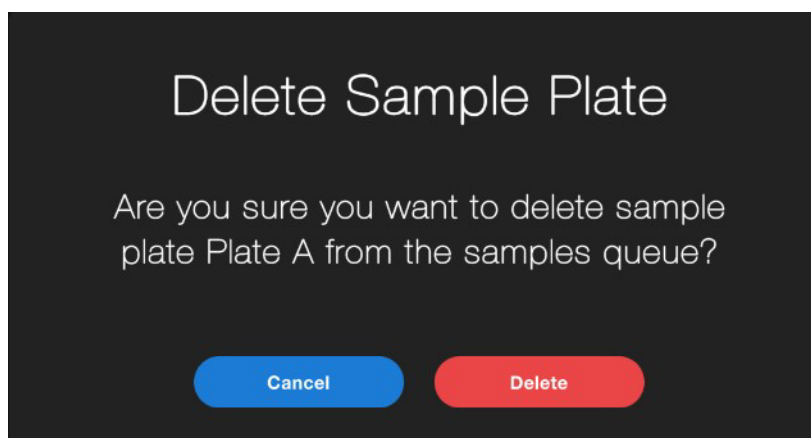 Delete Sample Plate
Are you sure you want to delete sample
plate Plate A from the samples queue?
Cancel
Delete